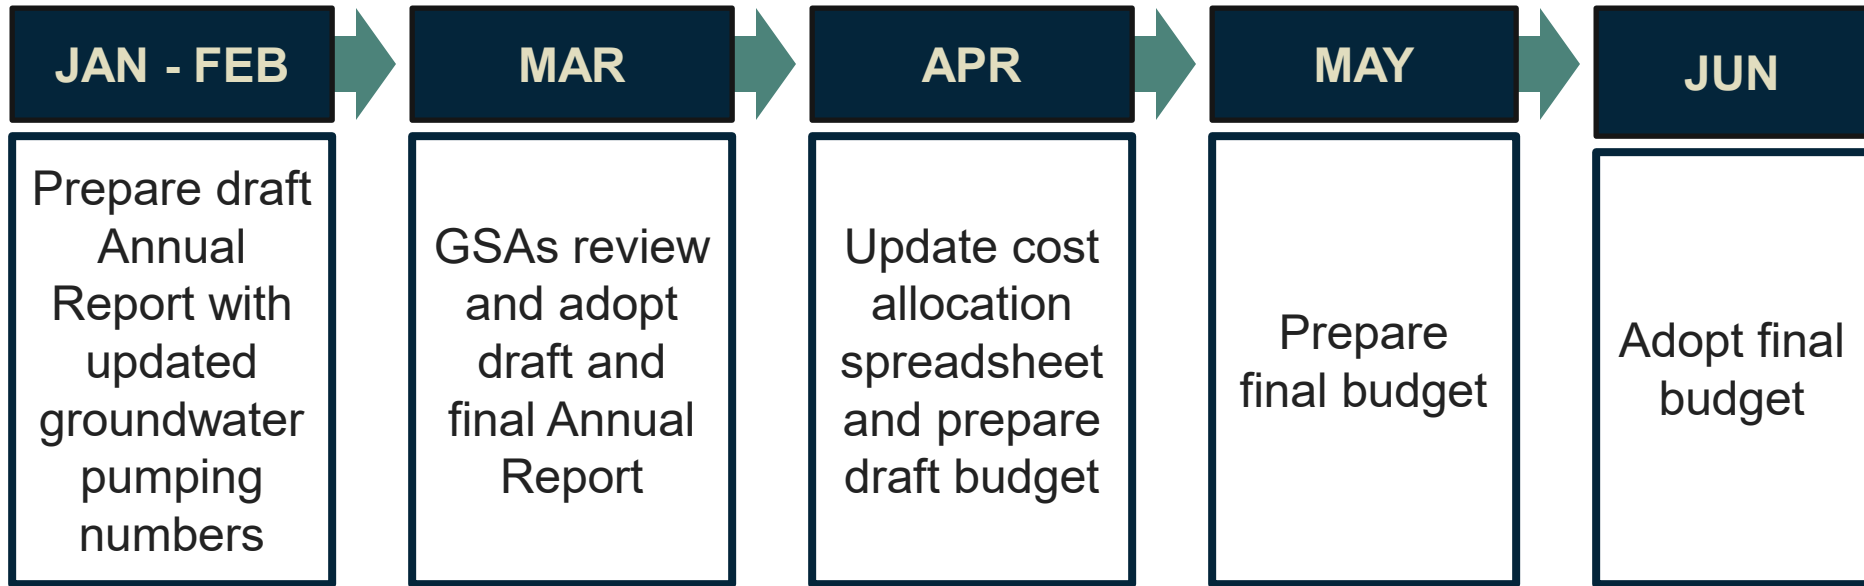 JAN - FEB
MAR
APR
MAY
JUN
Prepare draft
Annual
Report with
updated
groundwater
pumping
numbers
GSAs review
and adopt
draft and
final Annual
Report
Update cost
allocation
spreadsheet
and prepare
draft budget
Prepare
final budget
Adopt final
budget